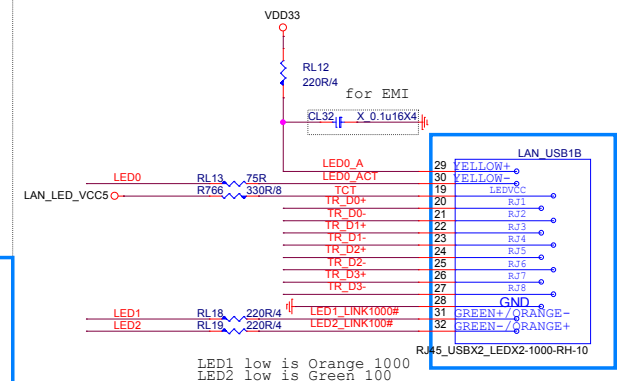 VDD33
RL12
220R/4
for EMI
CL32 X_0.1u16X4
LAN_USB1B
LED0_A 29 YELLOW+
LED0 RL13 75R LED0_ACT 30 YELLOW-
LAN_LED_VCC5 R766 330R/8 TCT 19 LEDVCC
TR_D0+ 20 RJ1
TR_D0- 21 RJ2
TR_D1+ 22 RJ3
TR_D1- 23 RJ4
TR_D2+ 24 RJ5
TR_D2- 25 RJ6
TR_D3+ 26 RJ7
TR_D3- 27 RJ8
28 GND
LED1 RL18 220R/4 LED1_LINK1000# 31 GREEN+/ORANGE-
LED2 RL19 220R/4 LED2_LINK100# 32 GREEN-/ORANGE+
RJ45_USBX2_LEDX2-1000-RH-10
LED1 low is Orange 1000
LED2 low is Green 100